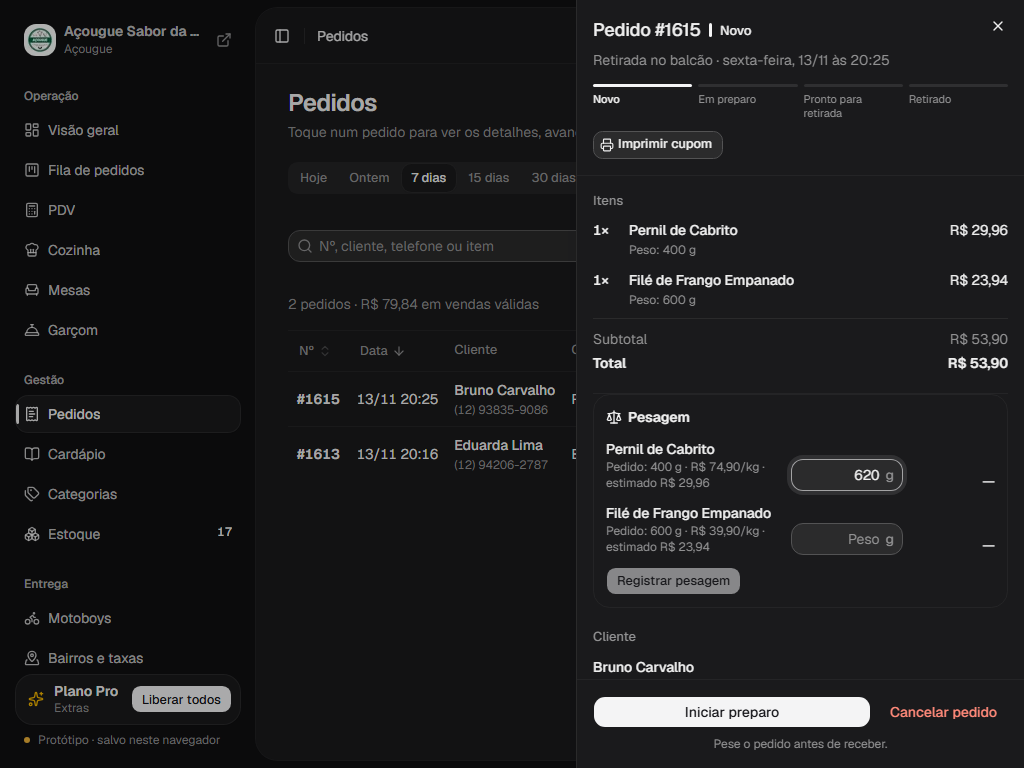 Açougue Sabor da ...
Açougue
Operação
Visão geral
Fila de pedidos
PDV
Cozinha
Mesas
Garçom
Gestão
Pedidos
Cardápio
Categorias
Estoque 17
Entrega
Motoboys
Bairros e taxas
Plano Pro
Extras
Liberar todos
Protótipo · salvo neste navegador
Pedidos
Pedidos
Toque num pedido para ver os detalhes,
Hoje Ontem 7 dias 15 dias 30 dias
Nº, cliente, telefone ou item
2 pedidos · R$ 79,84 em vendas válidas
Nº Data Cliente
#1615 13/11 20:25 Bruno Carvalho
(12) 93835-9086
#1613 13/11 20:16 Eduarda Lima
(12) 94206-2787
Pedido #1615 Novo
Retirada no balcão · sexta-feira, 13/11 às 20:25
Novo Em preparo Pronto para retirada Retirado
Imprimir cupom
Itens
1× Pernil de Cabrito R$ 29,96
Peso: 400 g
1× Filé de Frango Empanado R$ 23,94
Peso: 600 g
Subtotal R$ 53,90
Total R$ 53,90
Pesagem
Pernil de Cabrito
Pedido: 400 g · R$ 74,90/kg ·
estimado R$ 29,96
620 g
—
Filé de Frango Empanado
Pedido: 600 g · R$ 39,90/kg ·
estimado R$ 23,94
Peso g
—
Registrar pesagem
Cliente
Bruno Carvalho
Iniciar preparo
Cancelar pedido
Pese o pedido antes de receber.